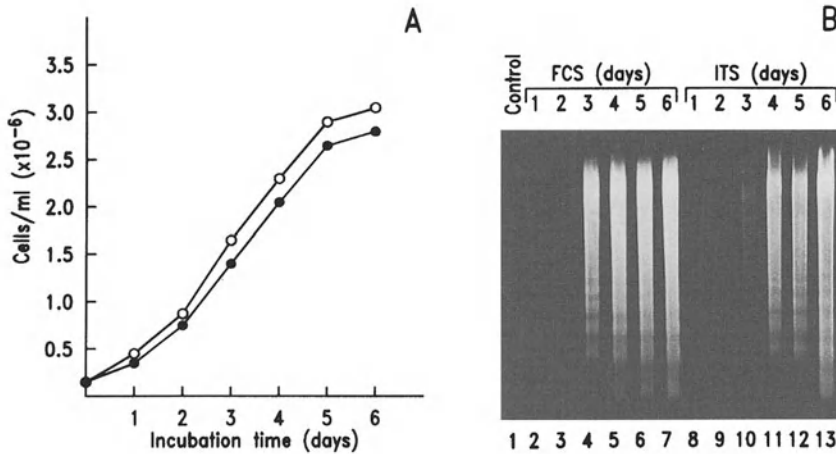 A
3.5
3.0
2.5
2.0
1.5
1.0
0.5
Cells/ml (x10⁻⁶)
1 2 3 4 5 6
Incubation time (days)
B
Control
FCS (days) ITS (days)
1 2 3 4 5 6 1 2 3 4 5 6
1 2 3 4 5 6 7 8 9 10 11 12 13